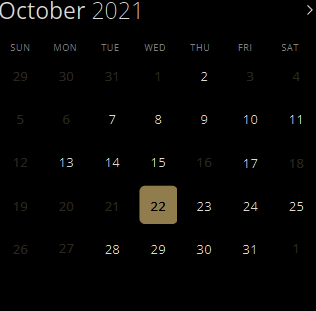 October 2021 >
SUN MON TUE WED THU FRI SAT
29 30 31 1 2 3 4
5 6 7 8 9 10 11
12 13 14 15 16 17 18
19 20 21 22 23 24 25
26 27 28 29 30 31 1